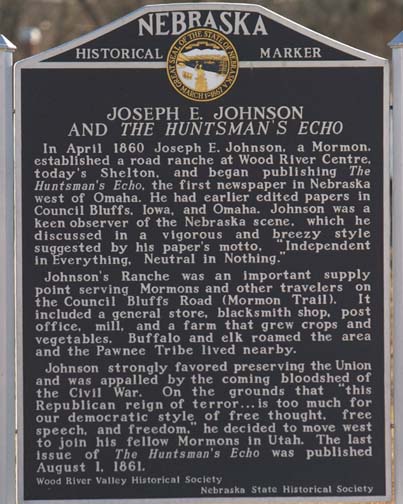 NEBRASKA
HISTORICAL MARKER
GREAT SEAL OF THE STATE OF NEBRASKA
MARCH 1ST 1867
JOSEPH E. JOHNSON
AND THE HUNTSMAN'S ECHO
In April 1860 Joseph E. Johnson, a Mormon,
established a road ranche at Wood River Centre,
today's Shelton, and began publishing The
Huntsman's Echo, the first newspaper in Nebraska
west of Omaha. He had earlier edited papers in
Council Bluffs, Iowa, and Omaha. Johnson was a
keen observer of the Nebraska scene, which he
discussed in a vigorous and breezy style
suggested by his paper's motto, "Independent
in Everything, Neutral in Nothing."
Johnson's Ranche was an important supply
point serving Mormons and other travelers on
the Council Bluffs Road (Mormon Trail). It
included a general store, blacksmith shop, post
office, mill, and a farm that grew crops and
vegetables. Buffalo and elk roamed the area
and the Pawnee Tribe lived nearby.
Johnson strongly favored preserving the Union
and was appalled by the coming bloodshed of
the Civil War. On the grounds that "this
Republican reign of terror...is too much for
our democratic style of free thought, free
speech, and freedom," he decided to move west
to join his fellow Mormons in Utah. The last
issue of The Huntsman's Echo was published
August 1, 1861.
Wood River Valley Historical Society
Nebraska State Historical Society